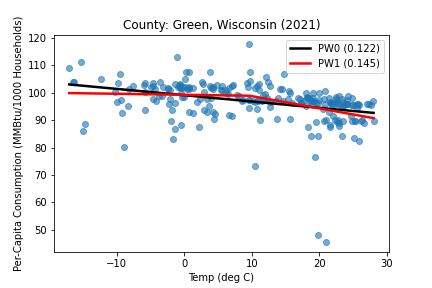 County: Green, Wisconsin (2021)
PW0 (0.122)
PW1 (0.145)
Per-Capita Consumption (MMBtu/1000 Households)
120
110
100
90
80
70
60
50
−10 0 10 20 30
Temp (deg C)